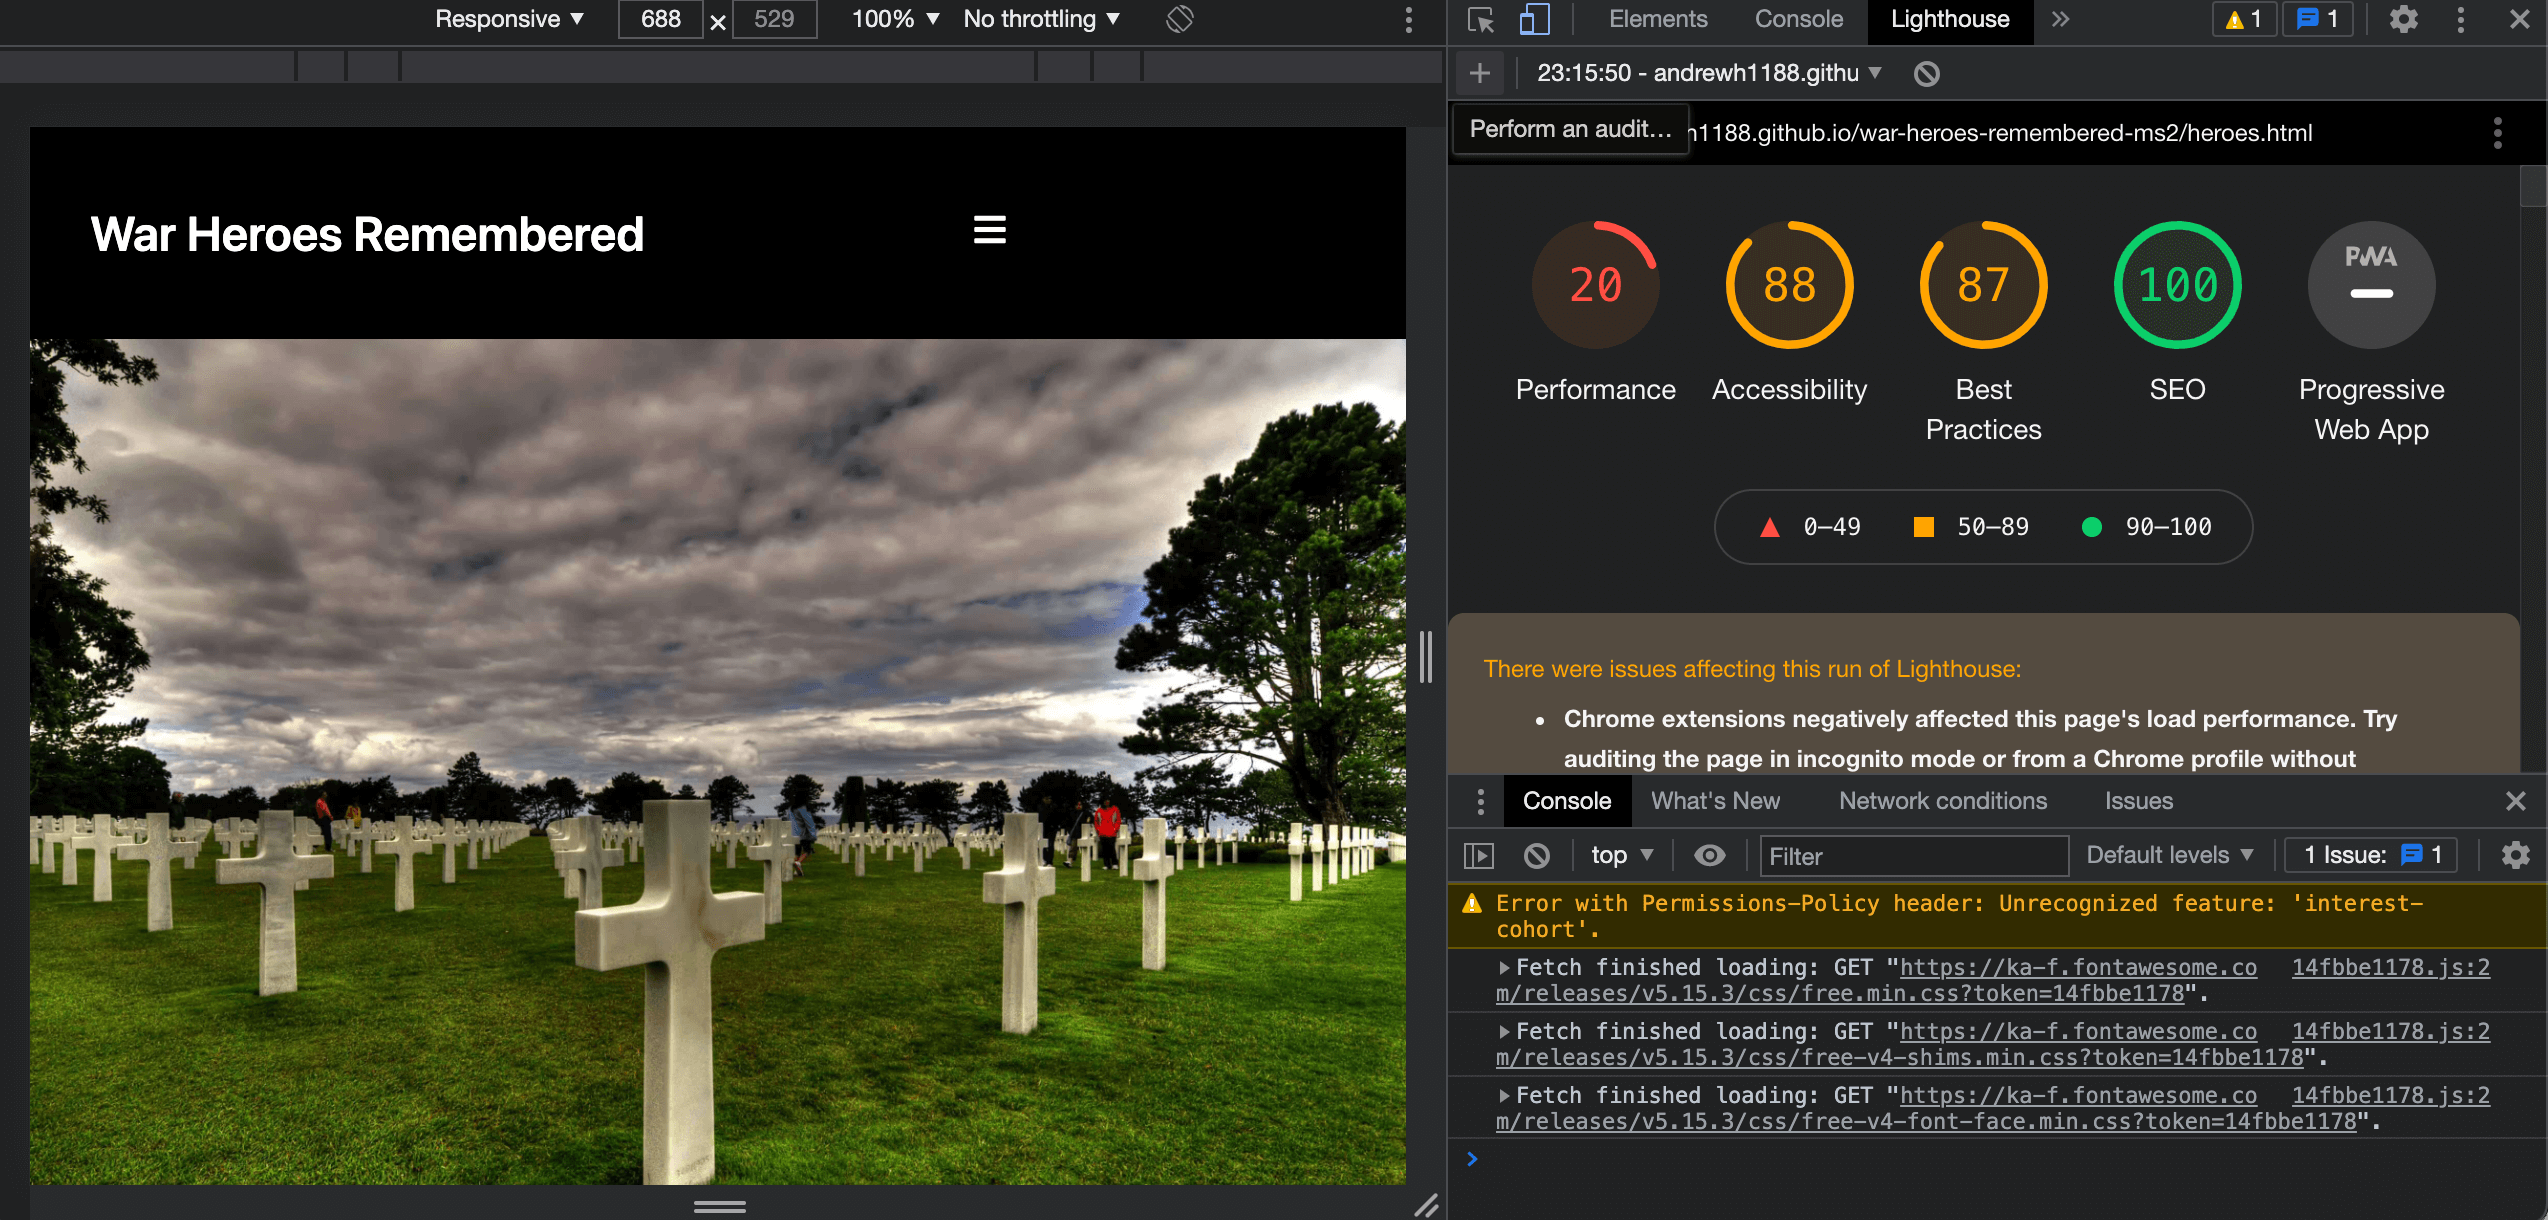 Responsive ▼ 688 × 529 100% ▼ No throttling ▼
Elements Console Lighthouse » 1 1
23:15:50 - andrewh1188.githu ▼
Perform an audit… h1188.github.io/war-heroes-remembered-ms2/heroes.html
War Heroes Remembered
20 88 87 100 PWA
Performance Accessibility Best Practices SEO Progressive Web App
0–49 50–89 90–100
There were issues affecting this run of Lighthouse:
• Chrome extensions negatively affected this page's load performance. Try
auditing the page in incognito mode or from a Chrome profile without
Console What's New Network conditions Issues
top ▼ Filter Default levels ▼ 1 Issue: 1
Error with Permissions-Policy header: Unrecognized feature: 'interest-
cohort'.
Fetch finished loading: GET "https://ka-f.fontawesome.co 14fbbe1178.js:2
m/releases/v5.15.3/css/free.min.css?token=14fbbe1178".
Fetch finished loading: GET "https://ka-f.fontawesome.co 14fbbe1178.js:2
m/releases/v5.15.3/css/free-v4-shims.min.css?token=14fbbe1178".
Fetch finished loading: GET "https://ka-f.fontawesome.co 14fbbe1178.js:2
m/releases/v5.15.3/css/free-v4-font-face.min.css?token=14fbbe1178".